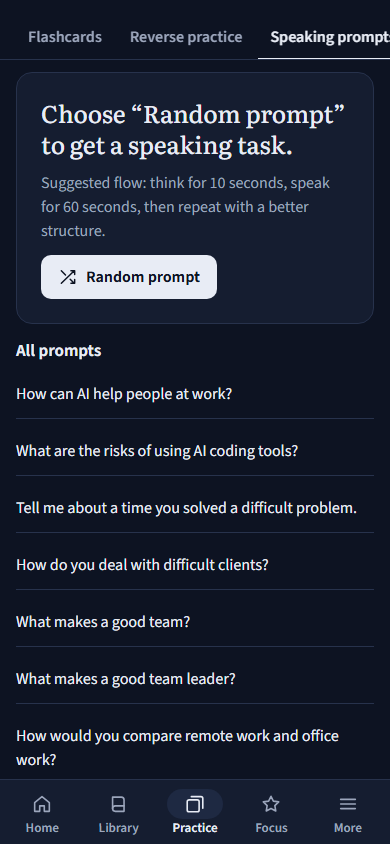 Flashcards
Reverse practice
Speaking prompts
Choose “Random prompt”
to get a speaking task.
Suggested flow: think for 10 seconds, speak
for 60 seconds, then repeat with a better
structure.
Random prompt
All prompts
How can AI help people at work?
What are the risks of using AI coding tools?
Tell me about a time you solved a difficult problem.
How do you deal with difficult clients?
What makes a good team?
What makes a good team leader?
How would you compare remote work and office
work?
Home
Library
Practice
Focus
More